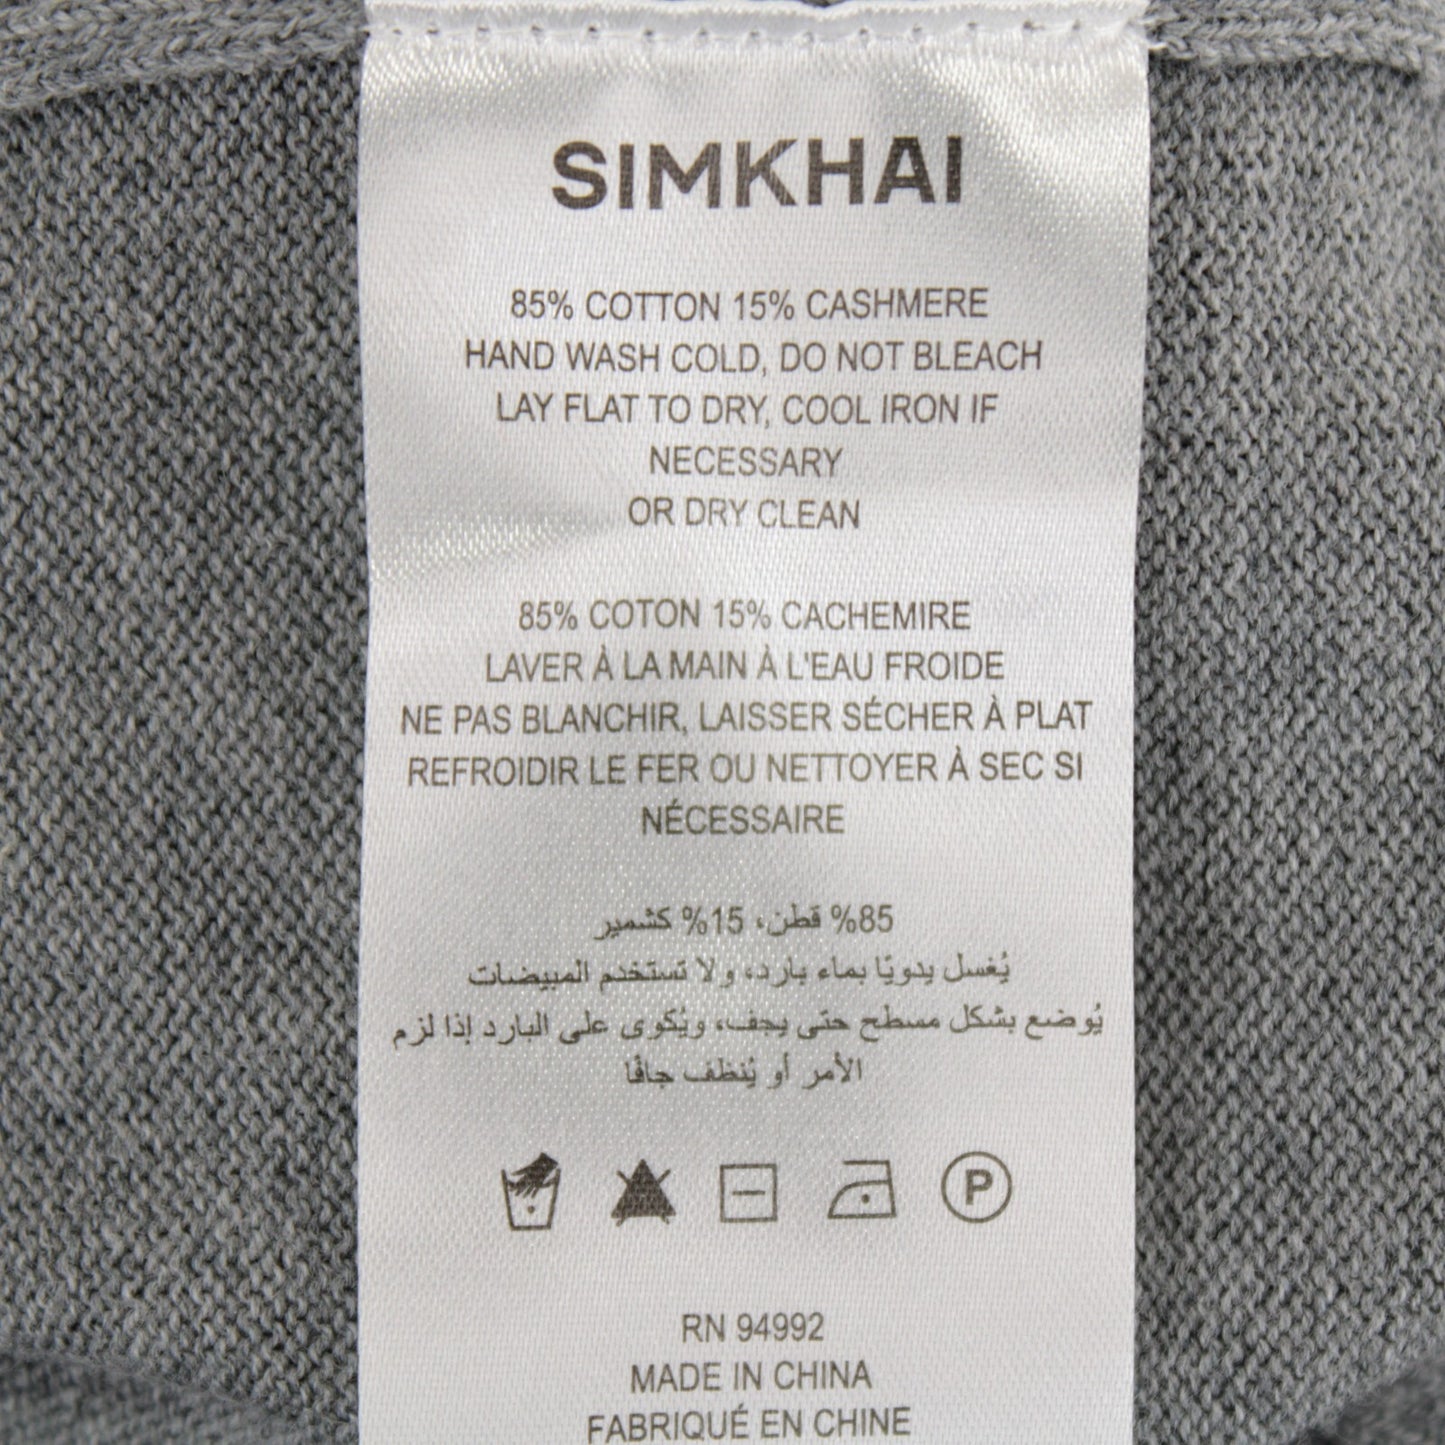 SIMKHAI
85% COTTON 15% CASHMERE
HAND WASH COLD, DO NOT BLEACH
LAY FLAT TO DRY, COOL IRON IF
NECESSARY
OR DRY CLEAN
85% COTON 15% CACHEMIRE
LAVER À LA MAIN À L'EAU FROIDE
NE PAS BLANCHIR, LAISSER SÉCHER À PLAT
REFROIDIR LE FER OU NETTOYER À SEC SI
NÉCESSAIRE
85% قطن، 15% كشمير
يُغسل يدويًا بماء بارد، ولا تستخدم المبيضات
يُوضع بشكل مسطح حتى يجف، ويُكوى على البارد إذا لزم
الأمر أو يُنظف جافًا
P
RN 94992
MADE IN CHINA
FABRIQUÉ EN CHINE